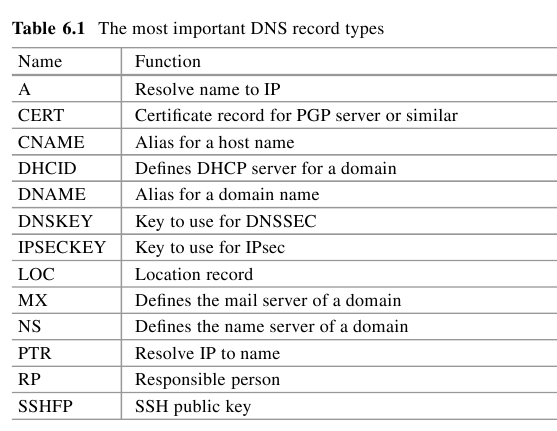 Table 6.1 The most important DNS record types
Name Function
A Resolve name to IP
CERT Certificate record for PGP server or similar
CNAME Alias for a host name
DHCID Defines DHCP server for a domain
DNAME Alias for a domain name
DNSKEY Key to use for DNSSEC
IPSECKEY Key to use for IPsec
LOC Location record
MX Defines the mail server of a domain
NS Defines the name server of a domain
PTR Resolve IP to name
RP Responsible person
SSHFP SSH public key